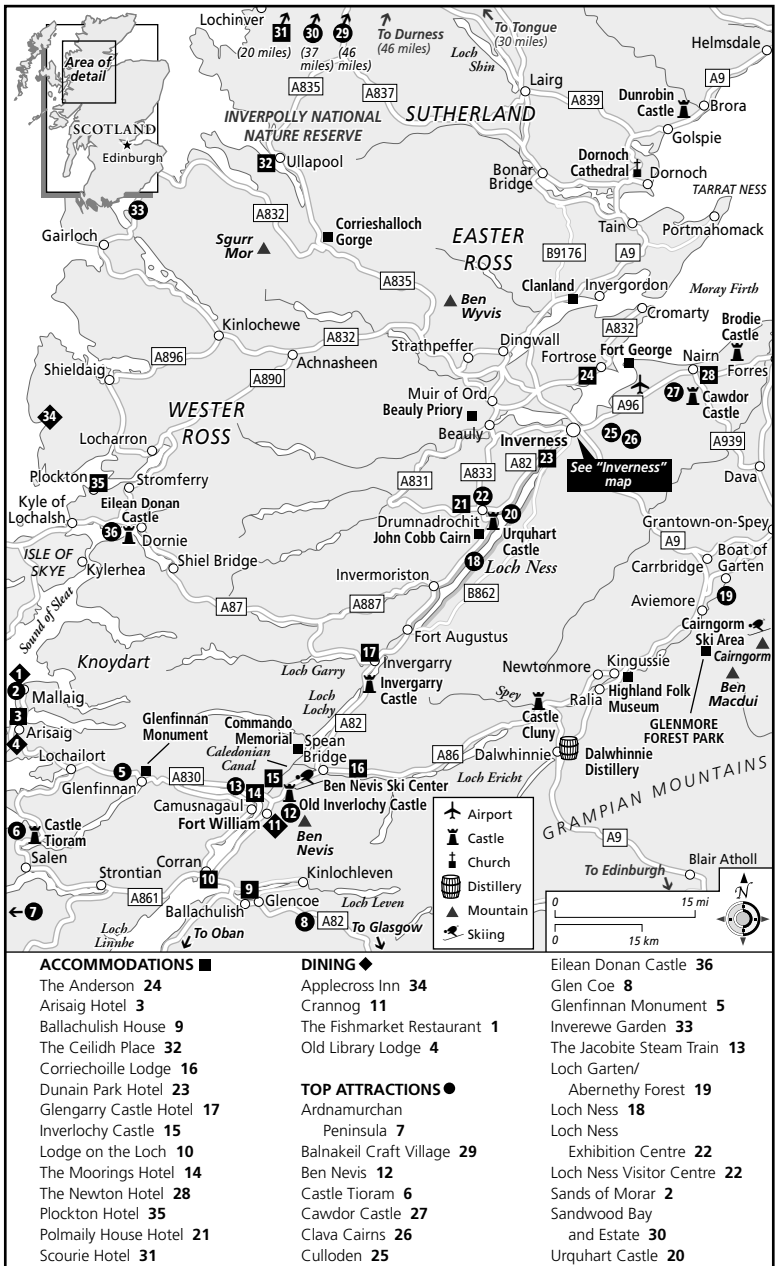 Lochinver
31
30
29
(20 miles)
(37 miles)
(46 miles)
To Durness
(46 miles)
To Tongue
(30 miles)
Loch Shin
Helmsdale
Area of detail
SCOTLAND
Edinburgh
A835
A837
Lairg
A839
A9
Dunrobin Castle
Brora
Golspie
SUTHERLAND
INVERPOLLY NATIONAL
NATURE RESERVE
32
Ullapool
Bonar Bridge
Dornoch Cathedral
Dornoch
TARRAT NESS
33
Gairloch
A832
Sgurr Mor
Corrieshalloch Gorge
EASTER ROSS
Tain
Portmahomack
B9176
A9
A835
Clanland
Invergordon
Moray Firth
Ben Wyvis
Cromarty
Kinlochewe
A832
A832
Brodie Castle
Strathpeffer
Dingwall
Fortrose
Fort George
Nairn
Shieldaig
A896
Achnasheen
A890
24
28
Forres
27
Cawdor Castle
34
WESTER ROSS
Muir of Ord
Beauly Priory
A96
Beauly
Inverness
25
26
A939
Locharron
23
See "Inverness" map
Dava
Plockton
35
Stromferry
A831
A833
A82
Kyle of Lochalsh
Eilean Donan Castle
36
Dornie
21
22
20
Drumnadrochit
John Cobb Cairn
Urquhart Castle
Grantown-on-Spey
A9
ISLE OF SKYE
Kylerhea
Shiel Bridge
18
Loch Ness
Carrbridge
Boat of Garten
Invermoriston
B862
19
Sound of Sleat
A87
A887
Aviemore
Fort Augustus
Cairngorm Ski Area
Cairngorm
17
Invergarry
Knoydart
Loch Garry
Newtonmore
Kingussie
1
2
Mallaig
Invergarry Castle
Ben Macdui
Loch Lochy
Spey
Ralia
Highland Folk Museum
3
Arisaig
4
Glenfinnan Monument
Commando Memorial
A82
Castle Cluny
GLENMORE FOREST PARK
Lochailort
Caledonian Canal
Spean Bridge
A86
Dalwhinnie
Dalwhinnie Distillery
5
Glenfinnan
A830
13
15
14
16
Ben Nevis Ski Center
Loch Ericht
Camusnagaul
12
Old Inverlochy Castle
GRAMPIAN MOUNTAINS
Fort William
11
Ben Nevis
6
Castle Tioram
Salen
Corran
Strontian
10
9
Kinlochleven
A861
Glencoe
Loch Leven
Ballachulish
8
A82
7
Loch Linnhe
To Oban
To Glasgow
Airport
Castle
Church
Distillery
Mountain
Skiing
A9
To Edinburgh
Blair Atholl
0
15 mi
0
15 km
N
ACCOMMODATIONS ■
The Anderson 24
Arisaig Hotel 3
Ballachulish House 9
The Ceilidh Place 32
Corriechoille Lodge 16
Dunain Park Hotel 23
Glengarry Castle Hotel 17
Inverlochy Castle 15
Lodge on the Loch 10
The Moorings Hotel 14
The Newton Hotel 28
Plockton Hotel 35
Polmaily House Hotel 21
Scourie Hotel 31
DINING ◆
Applecross Inn 34
Crannog 11
The Fishmarket Restaurant 1
Old Library Lodge 4
TOP ATTRACTIONS ●
Ardnamurchan
Peninsula 7
Balnakeil Craft Village 29
Ben Nevis 12
Castle Tioram 6
Cawdor Castle 27
Clava Cairns 26
Culloden 25
Eilean Donan Castle 36
Glen Coe 8
Glenfinnan Monument 5
Inverewe Garden 33
The Jacobite Steam Train 13
Loch Garten/
Abernethy Forest 19
Loch Ness 18
Loch Ness
Exhibition Centre 22
Loch Ness Visitor Centre 22
Sands of Morar 2
Sandwood Bay
and Estate 30
Urquhart Castle 20